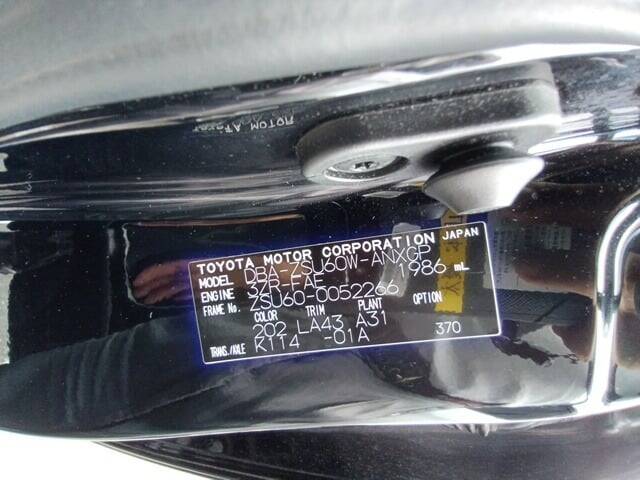 TOYOTA MOTOR CORPORATION JAPAN
MODEL DBA-ZSU60W-ANXGP
ENGINE 3ZR-FAE 1986 mL
FRAME No. ZSU60-0052266
COLOR TRIM PLANT OPTION
202 LA43 A31
TRANS./AXLE K114 -01A 370